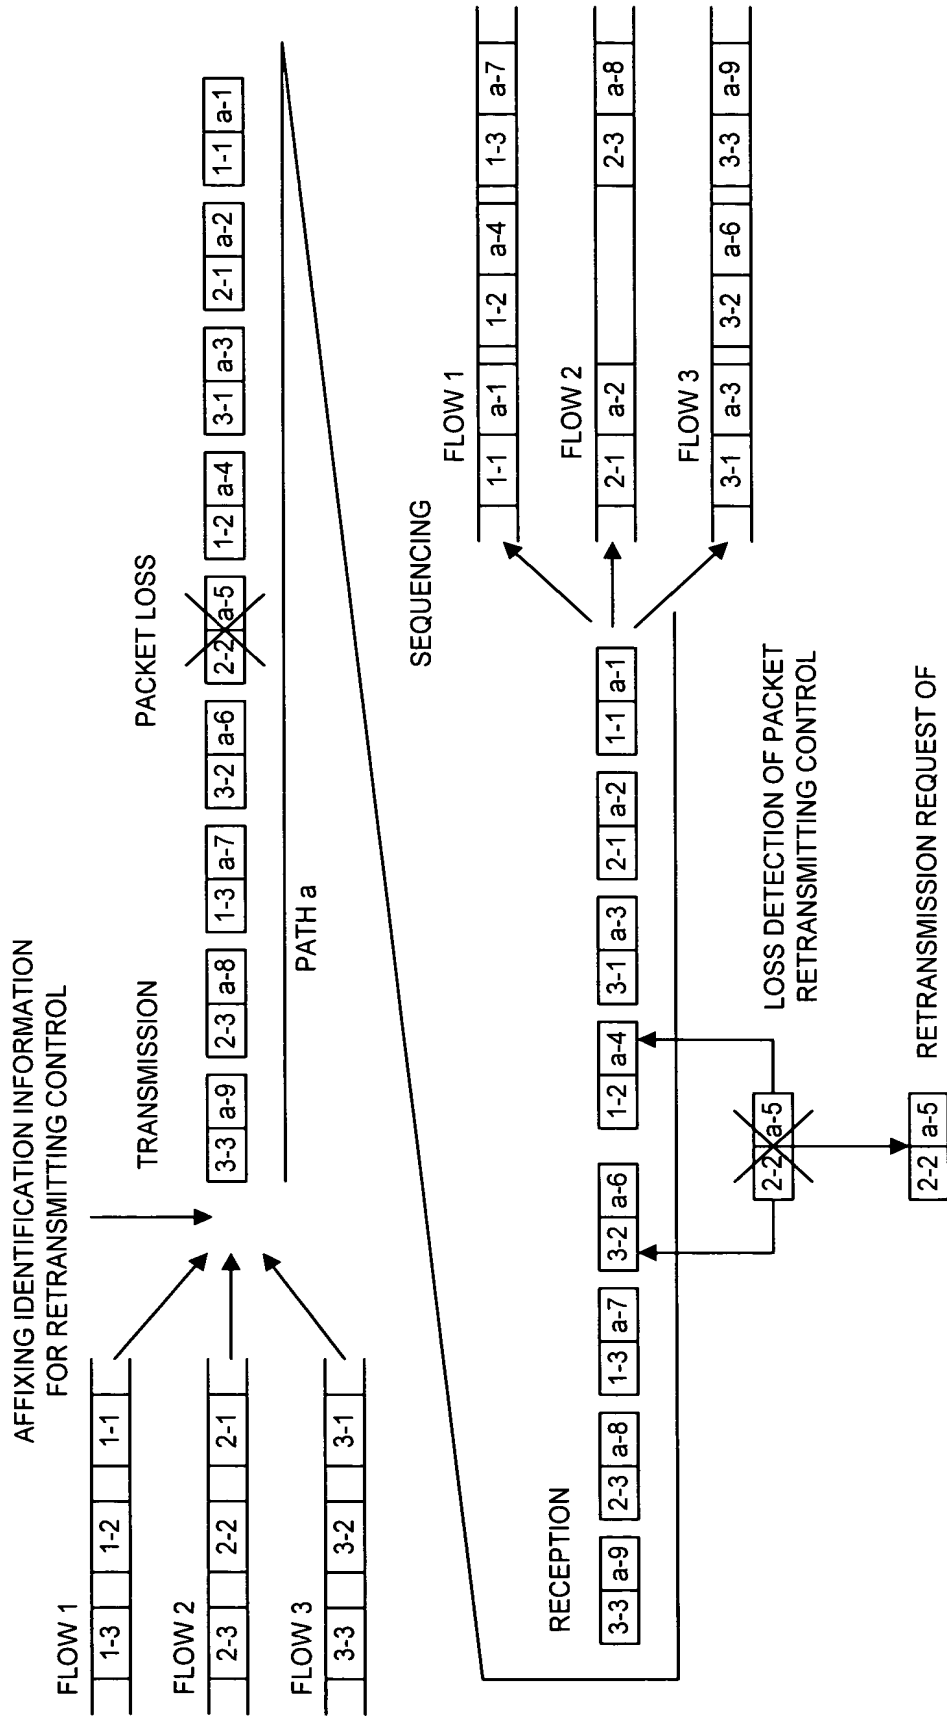 AFFIXING IDENTIFICATION INFORMATION
FOR RETRANSMITTING CONTROL
FLOW 1
1-3 1-2 1-1
FLOW 2
2-3 2-2 2-1
FLOW 3
3-3 3-2 3-1
TRANSMISSION
PACKET LOSS
3-3 a-9 2-3 a-8 1-3 a-7 3-2 a-6 2-2 a-5 1-2 a-4 3-1 a-3 2-1 a-2 1-1 a-1
PATH a
SEQUENCING
RECEPTION
3-3 a-9 2-3 a-8 1-3 a-7 3-2 a-6 1-2 a-4 3-1 a-3 2-1 a-2 1-1 a-1
FLOW 1
1-1 a-1 1-2 a-4 1-3 a-7
FLOW 2
2-1 a-2 2-3 a-8
FLOW 3
3-1 a-3 3-2 a-6 3-3 a-9
2-2 a-5
LOSS DETECTION OF PACKET
RETRANSMITTING CONTROL
2-2 a-5
RETRANSMISSION REQUEST OF